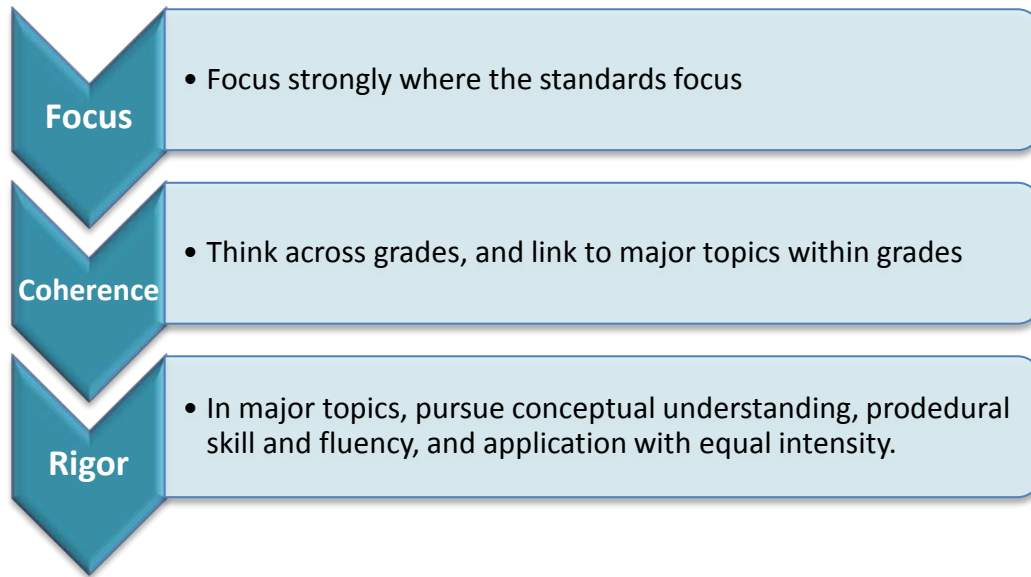 Focus
• Focus strongly where the standards focus
Coherence
• Think across grades, and link to major topics within grades
Rigor
• In major topics, pursue conceptual understanding, prodedural
skill and fluency, and application with equal intensity.